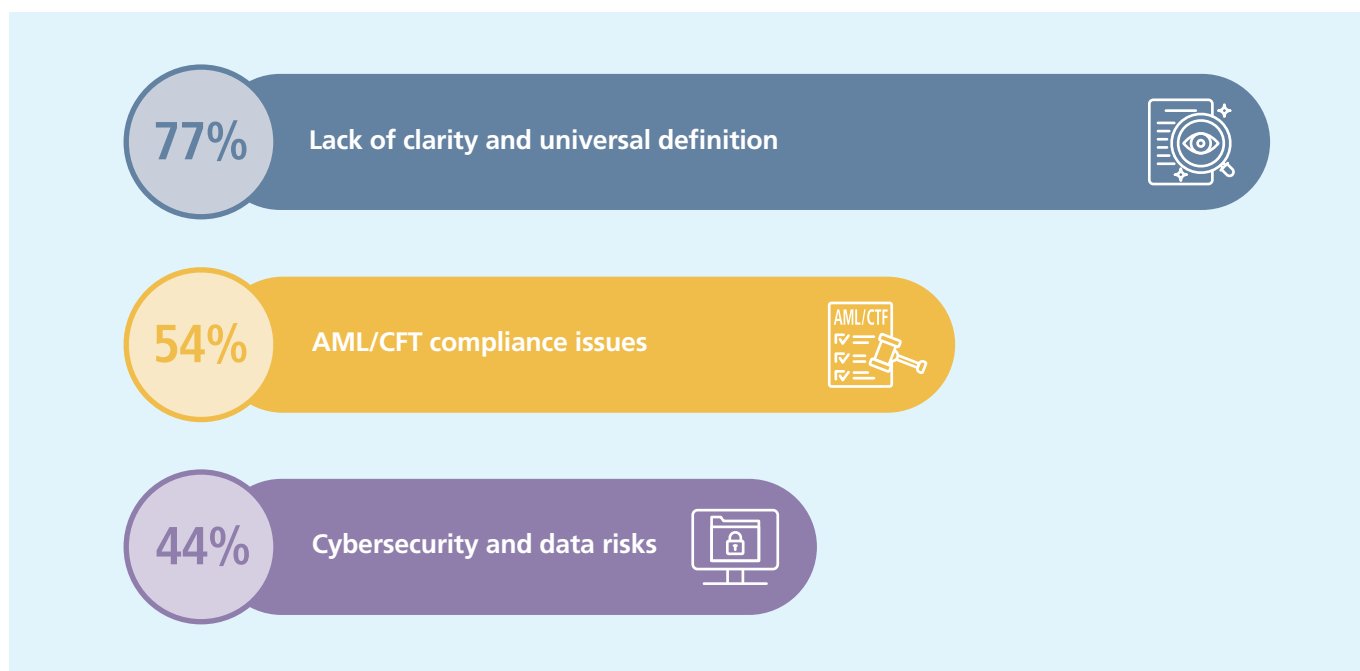 77%
Lack of clarity and universal definition
54%
AML/CFT compliance issues
AML/CTF
44%
Cybersecurity and data risks